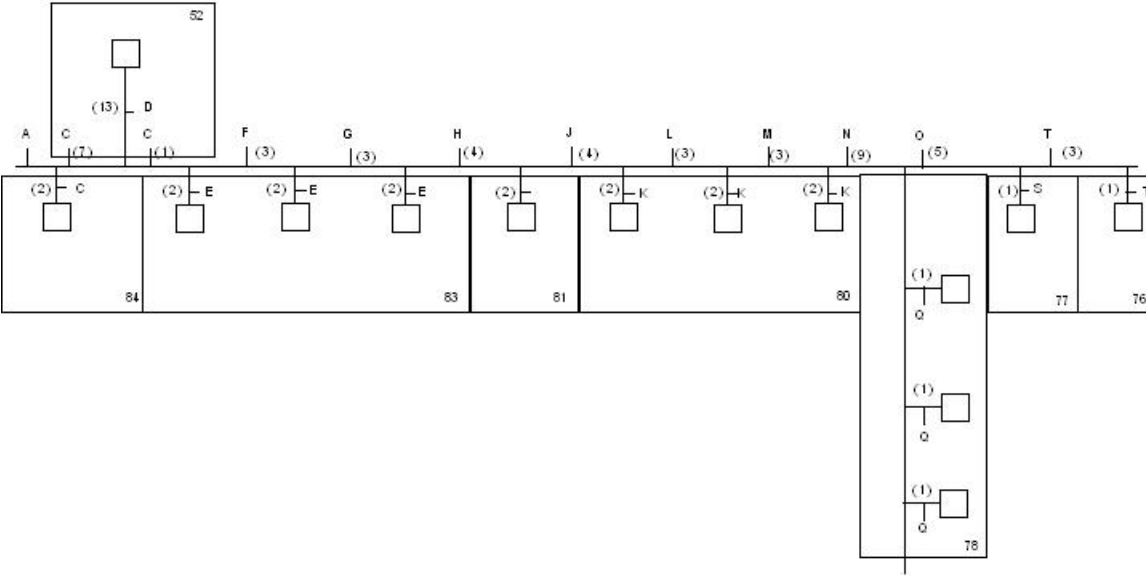 52
(13) D
A C C F G H J L M N O T
(7) (1) (3) (3) (4) (4) (3) (3) (9) (5) (3)
(2) C (2) E (2) E (2) E (2) (2) K (2) K (2) K (1) S (1)
84 83 81 80 77 76
(1)
Q
(1)
Q
(1)
Q
78